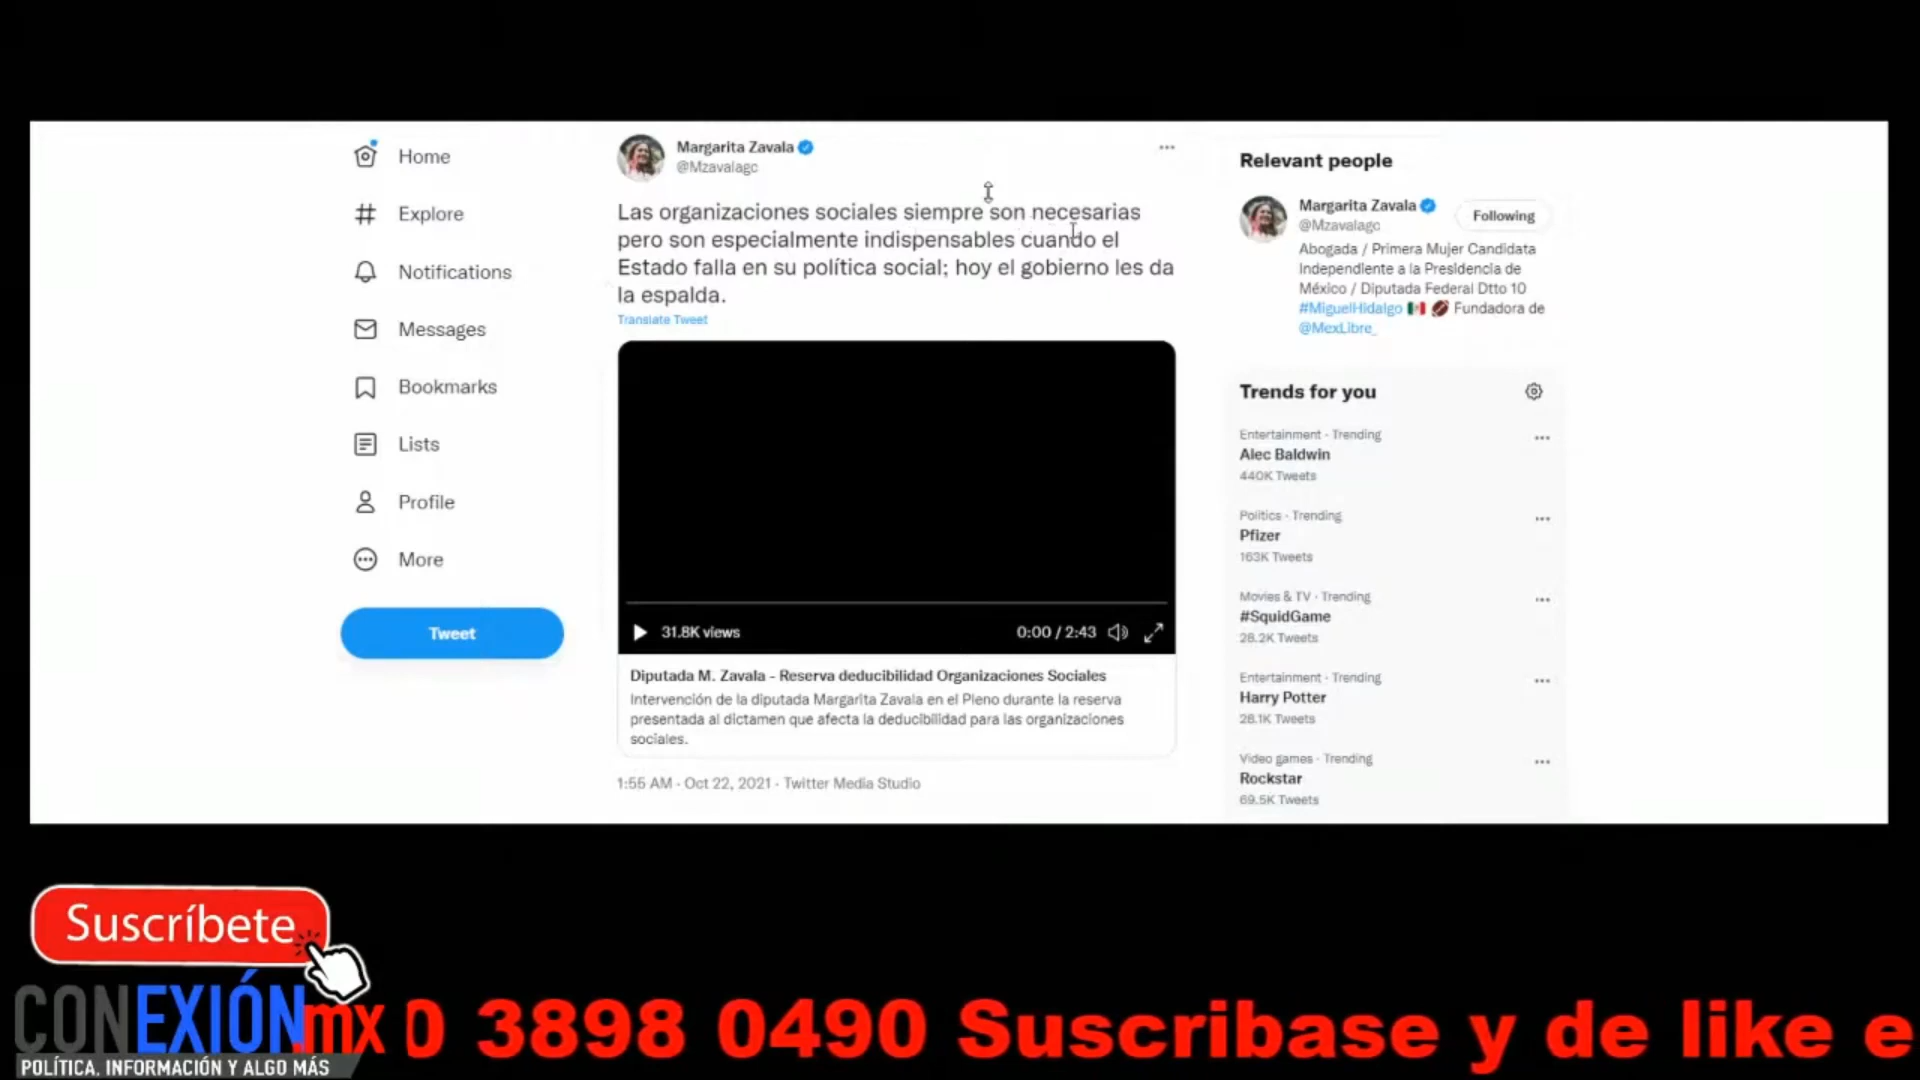 Home
Explore
Notifications
Messages
Bookmarks
Lists
Profile
More
Tweet
Margarita Zavala
@Mzavalagc
Las organizaciones sociales siempre son necesarias
pero son especialmente indispensables cuando el
Estado falla en su política social; hoy el gobierno les da
la espalda.
Translate Tweet
31.8K views
0:00 / 2:43
Diputada M. Zavala - Reserva deducibilidad Organizaciones Sociales
Intervención de la diputada Margarita Zavala en el Pleno durante la reserva
presentada al dictamen que afecta la deducibilidad para las organizaciones
sociales.
1:55 AM · Oct 22, 2021 · Twitter Media Studio
Relevant people
Margarita Zavala
@Mzavalagc
Following
Abogada / Primera Mujer Candidata
Independiente a la Presidencia de
México / Diputada Federal Dtto 10
#MiguelHidalgo 🇲🇽 🏈 Fundadora de
@MexLibre_
Trends for you
Entertainment · Trending
Alec Baldwin
440K Tweets
Politics · Trending
Pfizer
163K Tweets
Movies & TV · Trending
#SquidGame
28.2K Tweets
Entertainment · Trending
Harry Potter
28.1K Tweets
Video games · Trending
Rockstar
69.5K Tweets
Suscríbete
CONEXIÓNmx
POLÍTICA, INFORMACIÓN Y ALGO MÁS
0 3898 0490 Suscribase y de like e